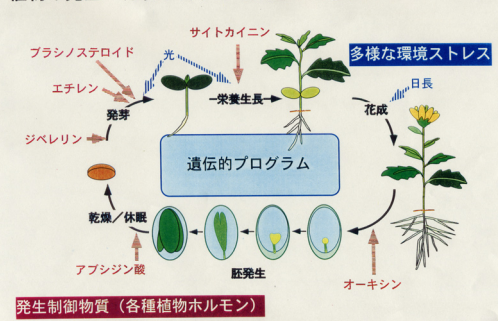 サイトカイニン
ブラシノステロイド
光
多様な環境ストレス
エチレン
日長
発芽
栄養生長
花成
ジベレリン
遺伝的プログラム
乾燥／休眠
胚発生
アブシジン酸
オーキシン
発生制御物質（各種植物ホルモン）